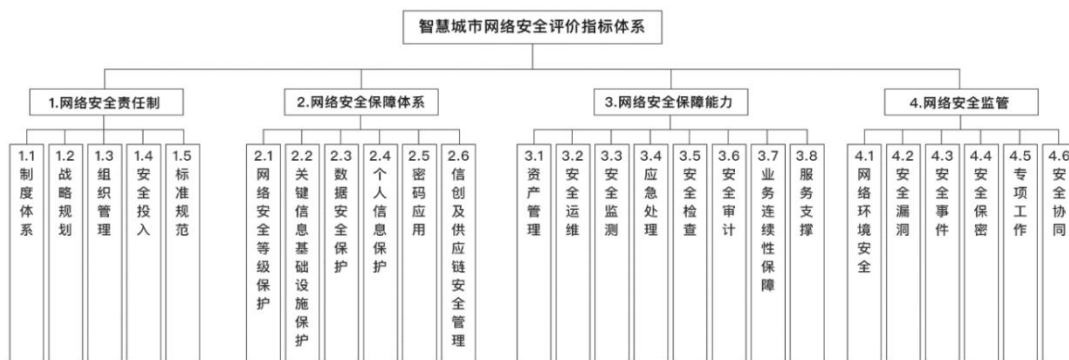 智慧城市网络安全评价指标体系
1.网络安全责任制
2.网络安全保障体系
3.网络安全保障能力
4.网络安全监管
1.1制度体系
1.2战略规划
1.3组织管理
1.4安全投入
1.5标准规范
2.1网络安全等级保护
2.2关键信息基础设施保护
2.3数据安全保护
2.4个人信息保护
2.5密码应用
2.6信创及供应链安全管理
3.1资产管理
3.2安全运维
3.3安全监测
3.4应急处理
3.5安全检查
3.6安全审计
3.7业务连续性保障
3.8服务支撑
4.1网络环境安全
4.2安全漏洞
4.3安全事件
4.4安全保密
4.5专项工作
4.6安全协同